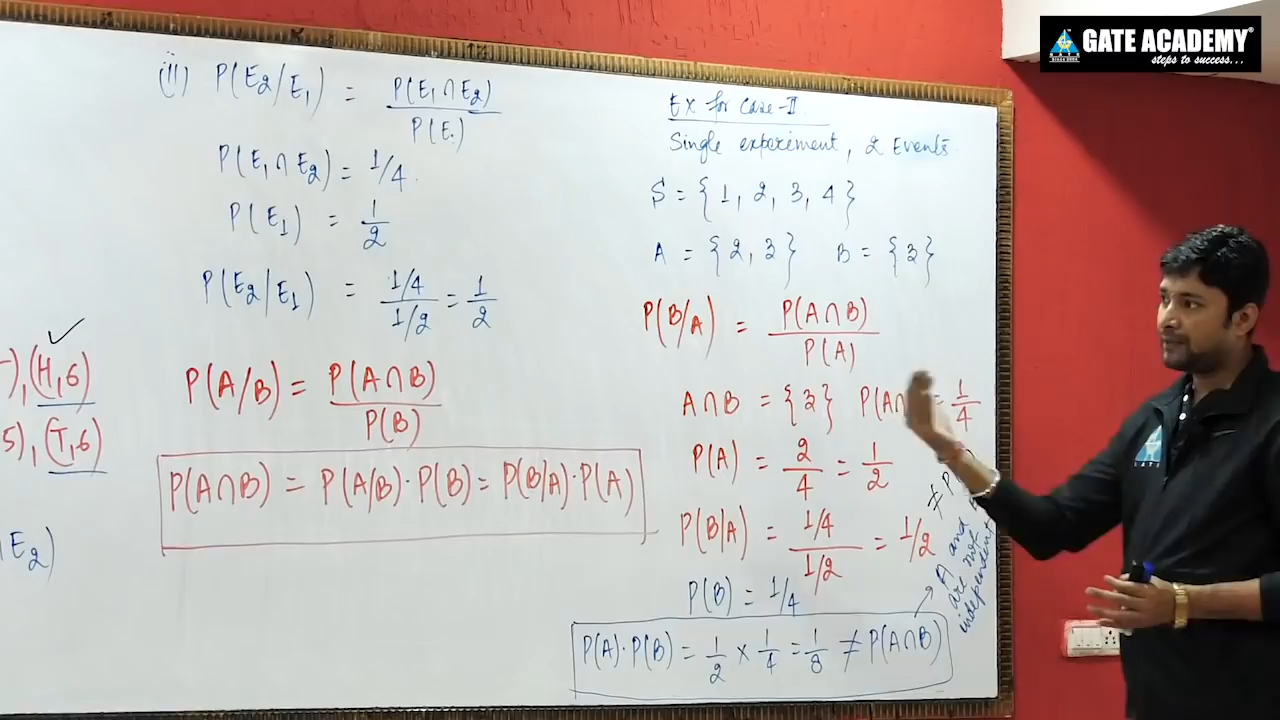 GATE ACADEMY®
steps to success...
(ii) P(E2/E1) = P(E1∩E2) / P(E1)
P(E1∩E2) = 1/4.
P(E1) = 1/2
P(E2/E1) = 1/4 / 1/2 = 1/2
), (H,6) ✓
5), (T,6)
P(A/B) = P(A∩B) / P(B)
P(A∩B) = P(A/B)·P(B) = P(B/A)·P(A)
E2)
Ex for Case-II
Single experiment, 2 Events.
S = {1, 2, 3, 4}
A = {2, 3} B = {3}
P(B/A) = P(A∩B) / P(A)
A∩B = {3} P(A∩ = 1/4
P(A) = 2/4 = 1/2
P(B/A) = 1/4 / 1/2 = 1/2 ≠ P
P(B) = 1/4
P(A)·P(B) = 1/2 × 1/4 = 1/8 ≠ P(A∩B)
A and
are not
independent
GATE